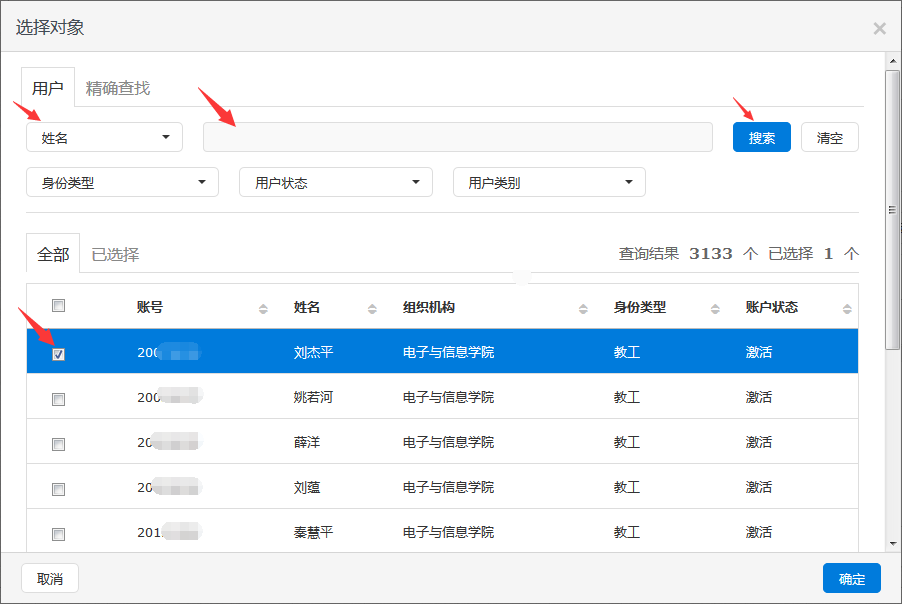 选择对象 ×
用户 精确查找
姓名 搜索 清空
身份类型 用户状态 用户类别
全部 已选择 查询结果 3133 个 已选择 1 个
账号 姓名 组织机构 身份类型 账户状态
200 刘杰平 电子与信息学院 教工 激活
200 姚若河 电子与信息学院 教工 激活
20 薛洋 电子与信息学院 教工 激活
20 刘蕴 电子与信息学院 教工 激活
201 秦慧平 电子与信息学院 教工 激活
取消 确定